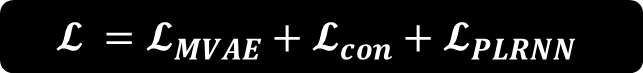 ℒ = ℒ_MVAE + ℒ_con + ℒ_PLRNN